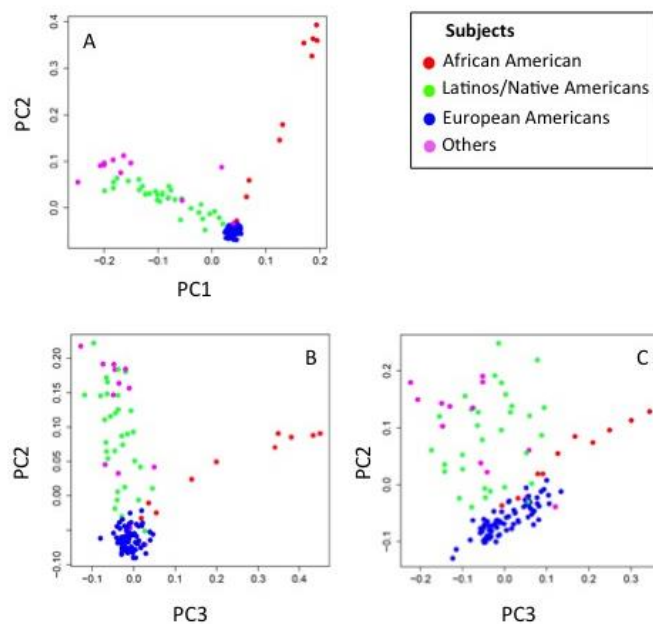 A
PC2
0.4
0.3
0.2
0.1
0.0
−0.2
−0.1
0.0
0.1
0.2
PC1
Subjects
African American
Latinos/Native Americans
European Americans
Others
B
PC2
0.20
0.15
0.10
0.05
0.00
−0.10
−0.1
0.0
0.1
0.2
0.3
0.4
PC3
C
PC2
0.2
0.1
0.0
−0.1
−0.2
−0.1
0.0
0.1
0.2
0.3
PC3